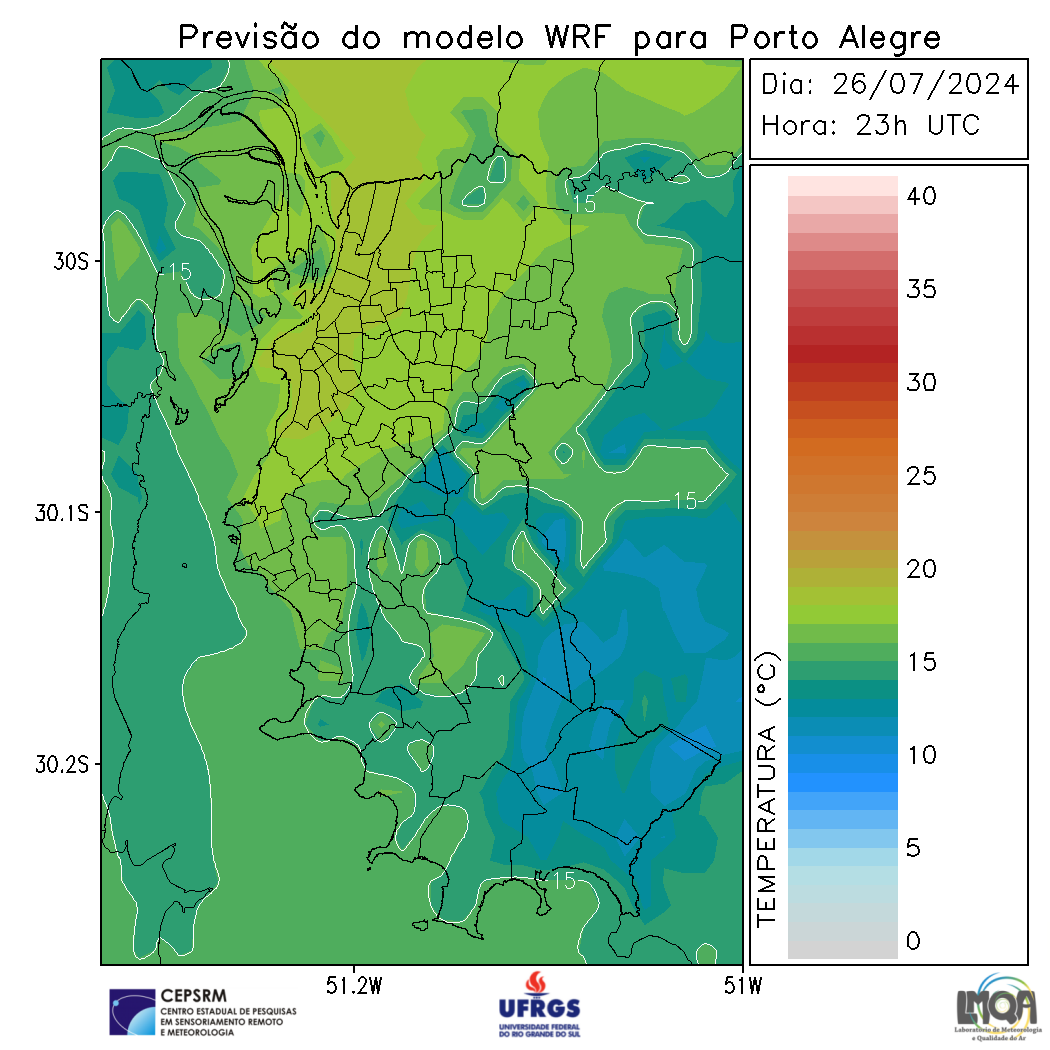 Previsão do modelo WRF para Porto Alegre
Dia: 26/07/2024
Hora: 23h UTC
40
35
30
25
20
15
10
5
0
TEMPERATURA (°C)
30S
30.1S
30.2S
51.2W
51W
15
15
15
15
CEPSRM
CENTRO ESTADUAL DE PESQUISAS
EM SENSORIAMENTO REMOTO
E METEOROLOGIA
UFRGS
UNIVERSIDADE FEDERAL
DO RIO GRANDE DO SUL
LMQA
Laboratório de Meteorologia
e Qualidade do Ar